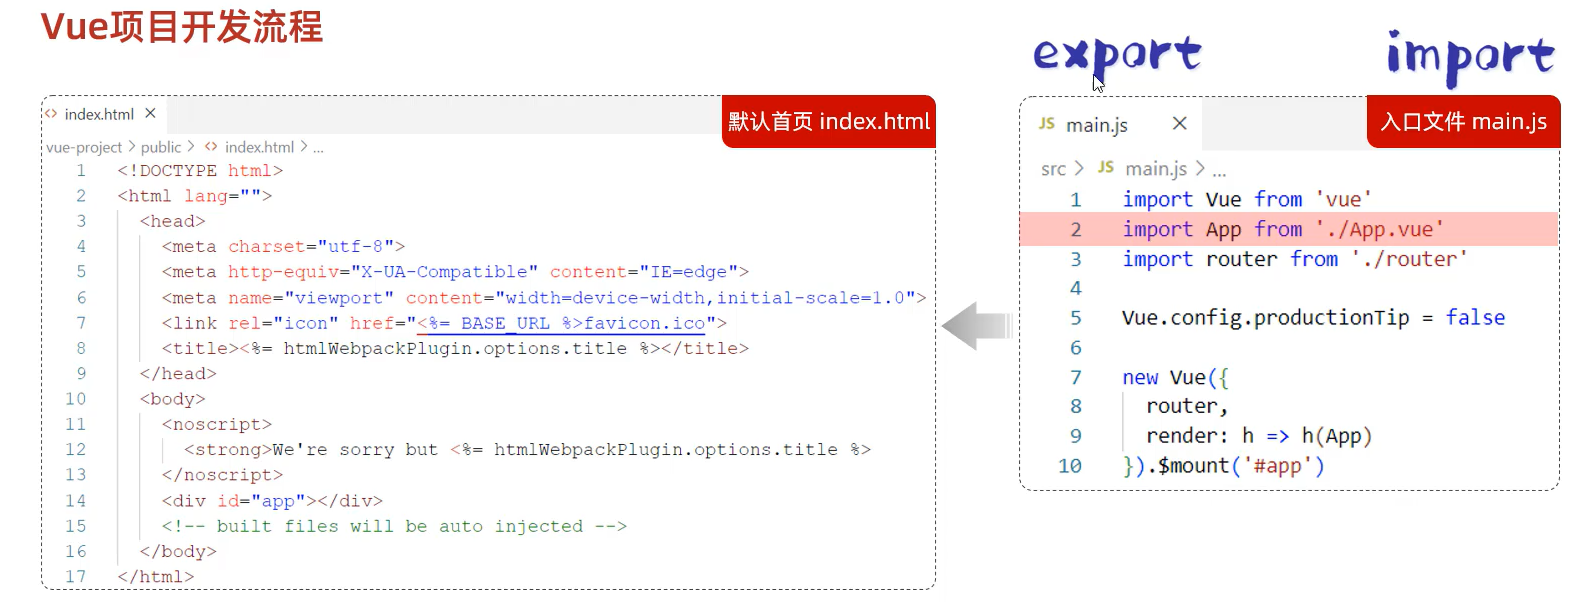 Vue项目开发流程
export
import
index.html
默认首页 index.html
vue-project > public > <> index.html > ...
1 <!DOCTYPE html>
2 <html lang="">
3 <head>
4 <meta charset="utf-8">
5 <meta http-equiv="X-UA-Compatible" content="IE=edge">
6 <meta name="viewport" content="width=device-width,initial-scale=1.0">
7 <link rel="icon" href="<%= BASE_URL %>favicon.ico">
8 <title><%= htmlWebpackPlugin.options.title %></title>
9 </head>
10 <body>
11 <noscript>
12 <strong>We're sorry but <%= htmlWebpackPlugin.options.title %>
13 </noscript>
14 <div id="app"></div>
15 <!-- built files will be auto injected -->
16 </body>
17 </html>
JS main.js
入口文件 main.js
src > JS main.js > ...
1 import Vue from 'vue'
2 import App from './App.vue'
3 import router from './router'
4
5 Vue.config.productionTip = false
6
7 new Vue({
8 router,
9 render: h => h(App)
10 }).$mount('#app')